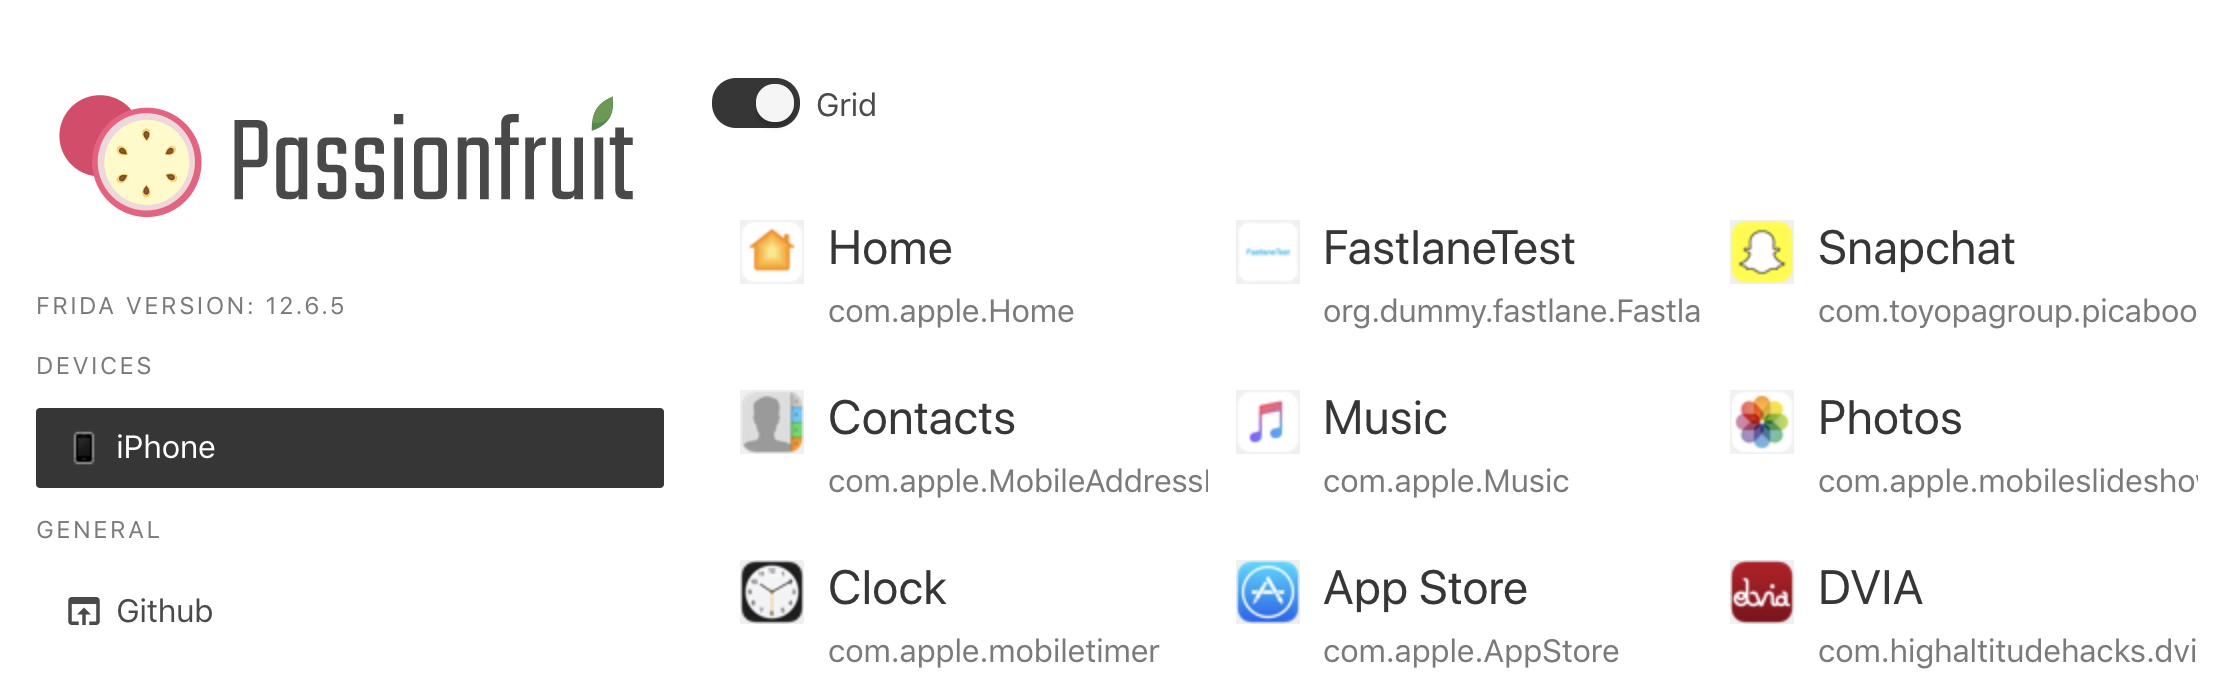 Passionfruit
FRIDA VERSION: 12.6.5
DEVICES
iPhone
GENERAL
Github
Grid
Home
com.apple.Home
FastlaneTest
org.dummy.fastlane.Fastla
Snapchat
com.toyopagroup.picaboo
Contacts
com.apple.MobileAddress
Music
com.apple.Music
Photos
com.apple.mobileslidesho
Clock
com.apple.mobiletimer
App Store
com.apple.AppStore
dvia
DVIA
com.highaltitudehacks.dvi